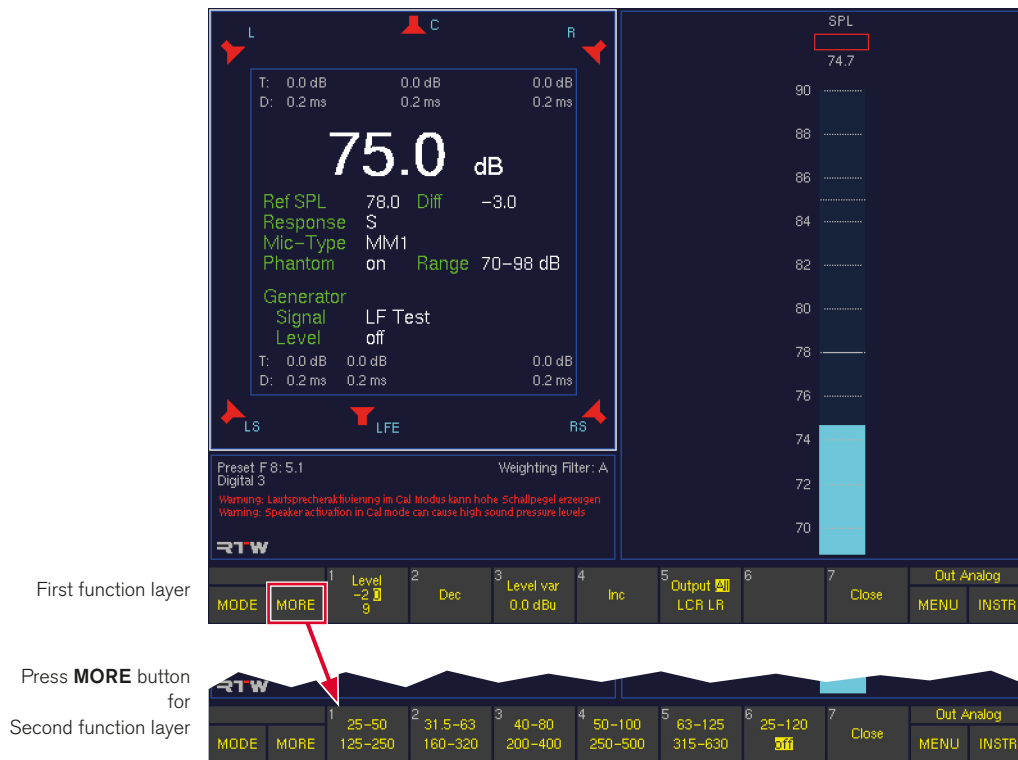 L C R
T: 0.0 dB 0.0 dB 0.0 dB
D: 0.2 ms 0.2 ms 0.2 ms
75.0 dB
Ref SPL 78.0 Diff -3.0
Response S
Mic-Type MM1
Phantom on Range 70-98 dB
Generator
Signal LF Test
Level off
T: 0.0 dB 0.0 dB 0.0 dB
D: 0.2 ms 0.2 ms 0.2 ms
LS LFE RS
Preset F 8: 5.1 Weighting Filter: A
Digital 3
Warnung: Lautsprecheraktivierung im Cal Modus kann hohe Schallpegel erzeugen
Warning: Speaker activation in Cal mode can cause high sound pressure levels
RTW
SPL
74.7
90
88
86
84
82
80
78
76
74
72
70
First function layer
MODE MORE
1 Level
-2 0
9
2 Dec
3 Level var
0.0 dBu
4 Inc
5 Output All
LCR LR
6
7 Close
Out Analog
MENU INSTR
Press MORE button
for
Second function layer
RTW
MODE MORE
1 25-50
125-250
2 31.5-63
160-320
3 40-80
200-400
4 50-100
250-500
5 63-125
315-630
6 25-120
off
7 Close
Out Analog
MENU INSTR